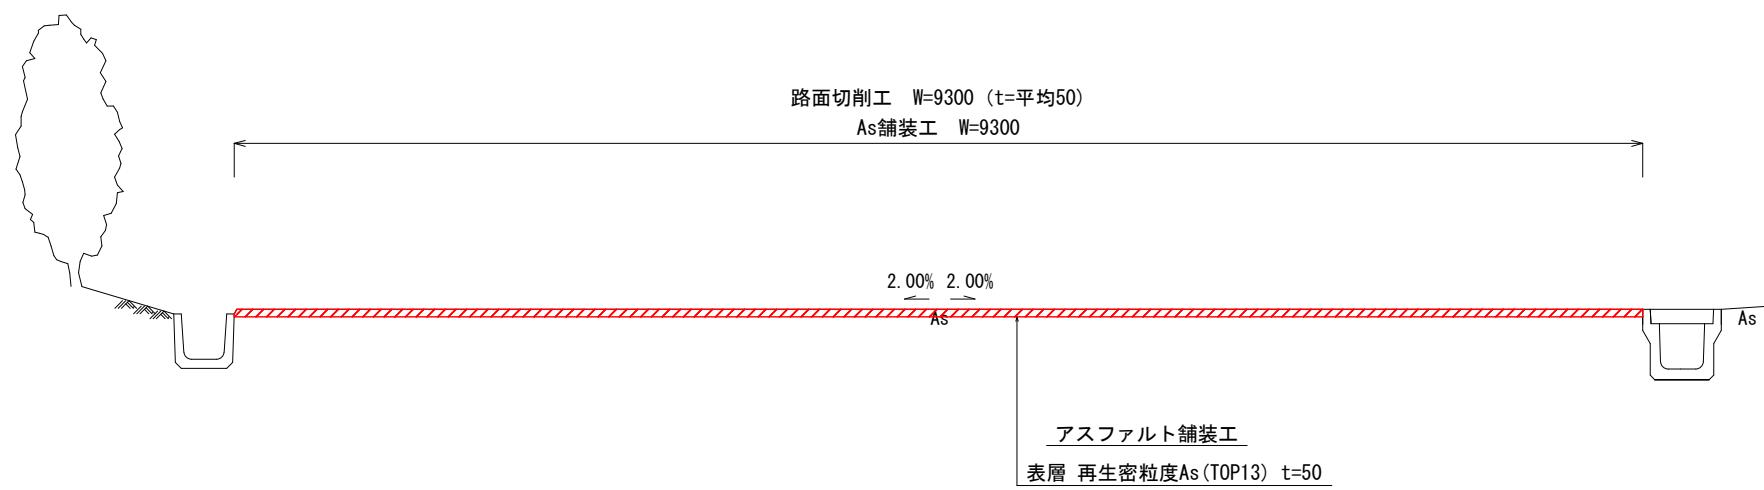 路面切削工　W=9300 (t=平均50)
As舗装工　W=9300
2.00% 2.00%
As
As
アスファルト舗装工
表層 再生密粒度As(TOP13) t=50